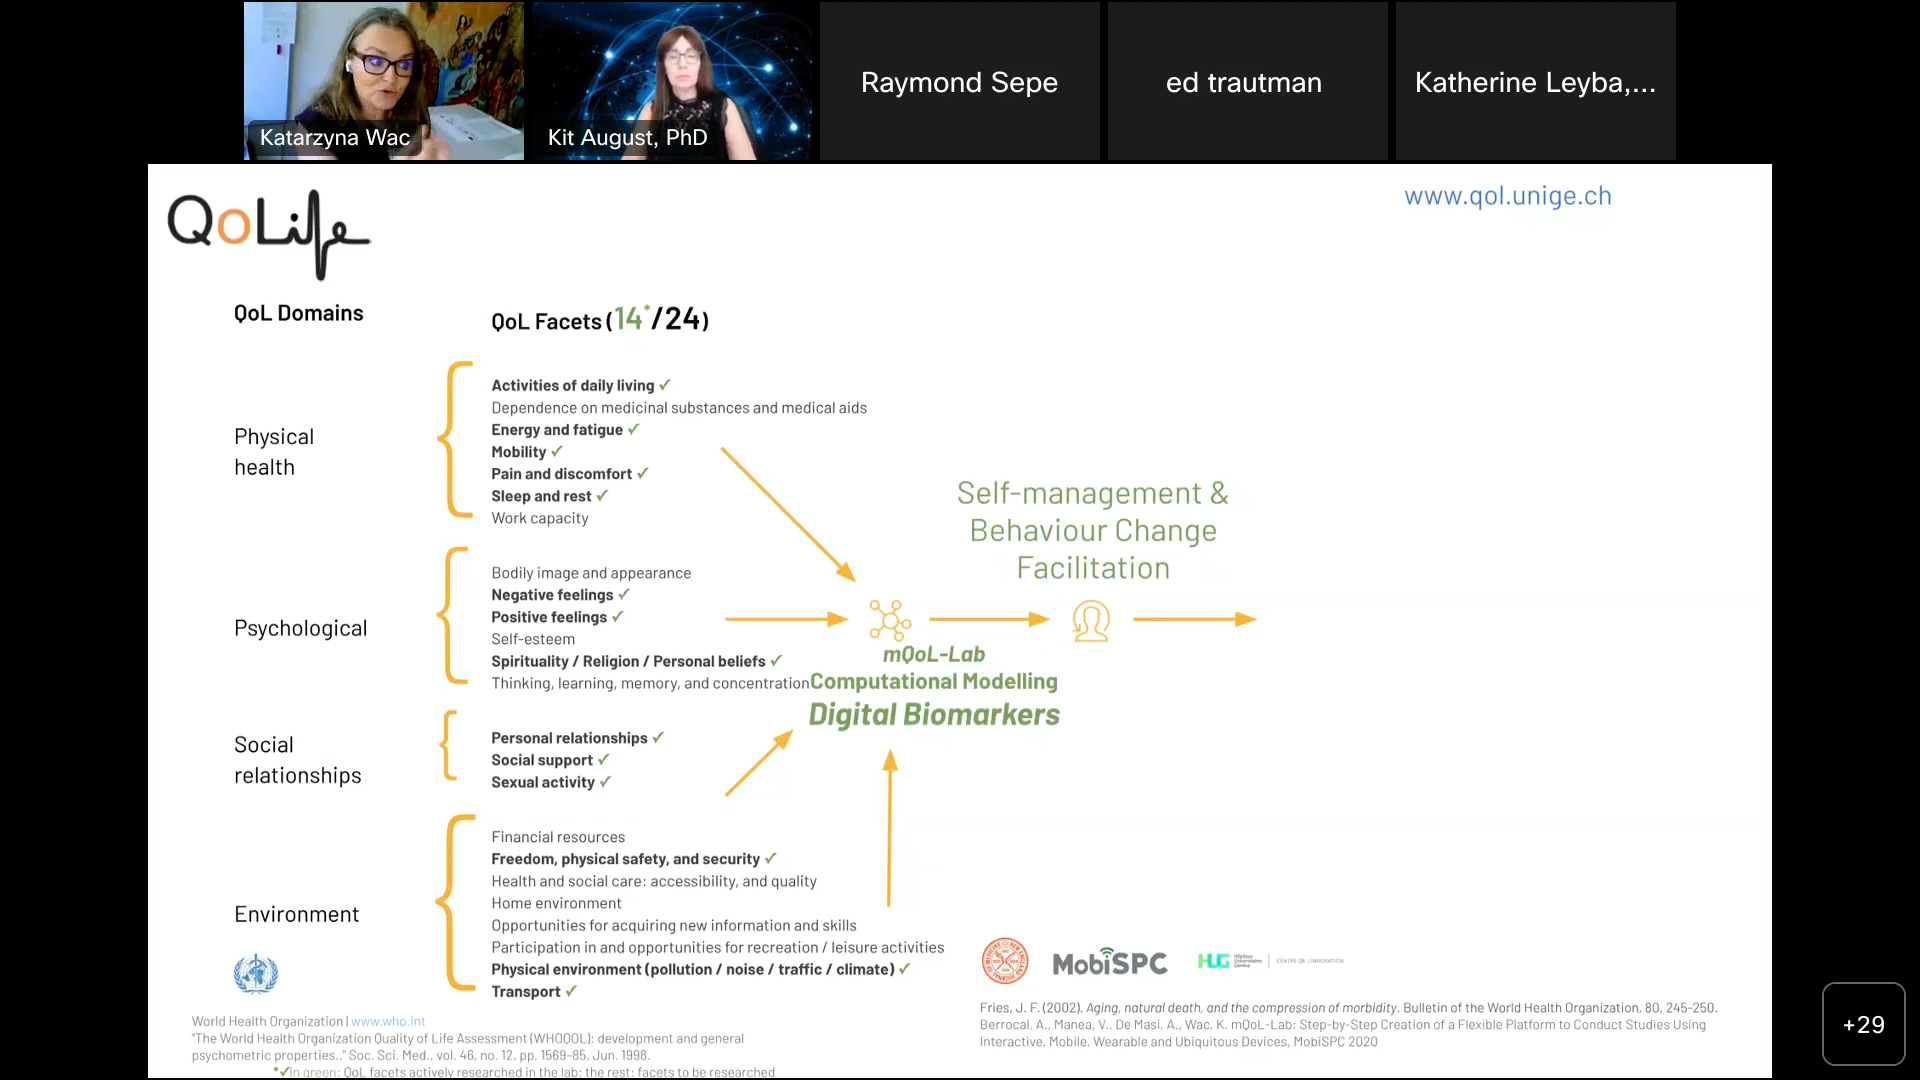 Katarzyna Wac
Kit August, PhD
Raymond Sepe
ed trautman
Katherine Leyba,...
QoLife
www.qol.unige.ch
QoL Domains
QoL Facets (14*/24)
Physical
health
Activities of daily living ✓
Dependence on medicinal substances and medical aids
Energy and fatigue ✓
Mobility ✓
Pain and discomfort ✓
Sleep and rest ✓
Work capacity
Psychological
Bodily image and appearance
Negative feelings ✓
Positive feelings ✓
Self-esteem
Spirituality / Religion / Personal beliefs ✓
Thinking, learning, memory, and concentration
Social
relationships
Personal relationships ✓
Social support ✓
Sexual activity ✓
Environment
Financial resources
Freedom, physical safety, and security ✓
Health and social care: accessibility, and quality
Home environment
Opportunities for acquiring new information and skills
Participation in and opportunities for recreation / leisure activities
Physical environment (pollution / noise / traffic / climate) ✓
Transport ✓
Self-management &
Behaviour Change
Facilitation
mQoL-Lab
Computational Modelling
Digital Biomarkers
MobiSPC
HUG
Hôpitaux
Universitaires
Genève
CENTRE DE L'INNOVATION
World Health Organization | www.who.int
"The World Health Organization Quality of Life Assessment (WHOQOL): development and general
psychometric properties.," Soc. Sci. Med., vol. 46, no. 12, pp. 1569-85, Jun. 1998.
*✓In green: QoL facets actively researched in the lab; the rest: facets to be researched
Fries, J. F. (2002). Aging, natural death, and the compression of morbidity. Bulletin of the World Health Organization, 80, 245-250.
Berrocal, A., Manea, V., De Masi, A., Wac, K. mQoL-Lab: Step-by-Step Creation of a Flexible Platform to Conduct Studies Using
Interactive, Mobile, Wearable and Ubiquitous Devices, MobiSPC 2020
+29